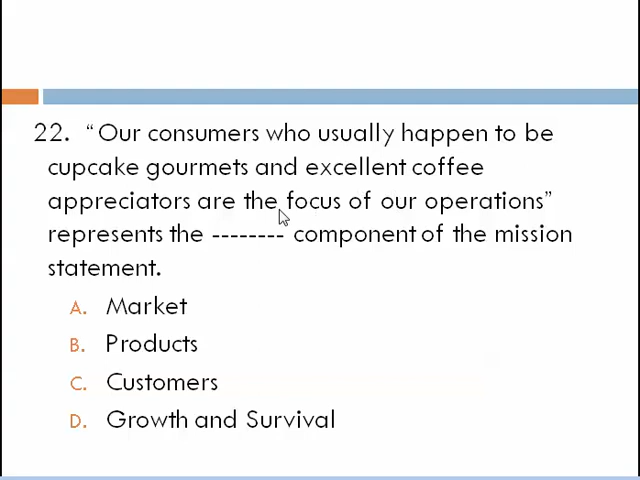 22. “Our consumers who usually happen to be
cupcake gourmets and excellent coffee
appreciators are the focus of our operations”
represents the -------- component of the mission
statement.
A. Market
B. Products
C. Customers
D. Growth and Survival